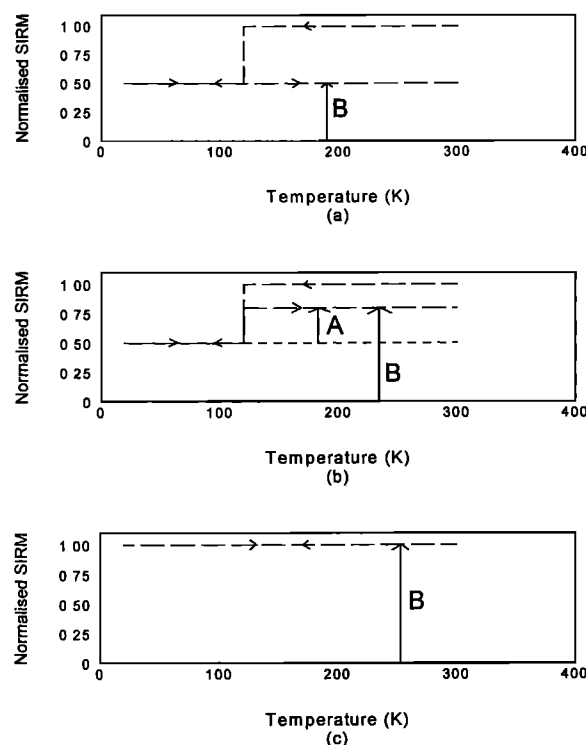 Normalised SIRM
1 00
0 75
0 50
0 25
0
B
0 100 200 300 400
Temperature (K)
(a)
Normalised SIRM
1 00
0 75
0 50
0 25
0
A
B
0 100 200 300 400
Temperature (K)
(b)
Normalised SIRM
1 00
0 75
0 50
0 25
0
B
0 100 200 300 400
Temperature (K)
(c)